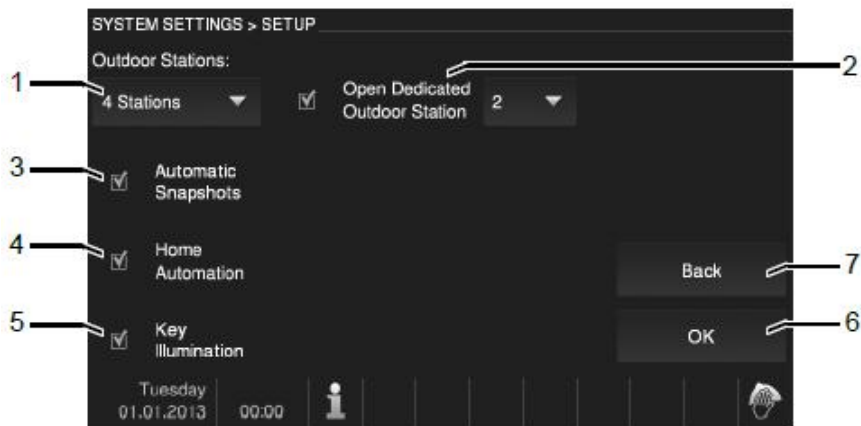 SYSTEM SETTINGS > SETUP
Outdoor Stations:
1
4 Stations
Open Dedicated
Outdoor Station
2
2
3
Automatic
Snapshots
4
Home
Automation
Back
7
5
Key
Illumination
OK
6
Tuesday
01.01.2013
00:00
i